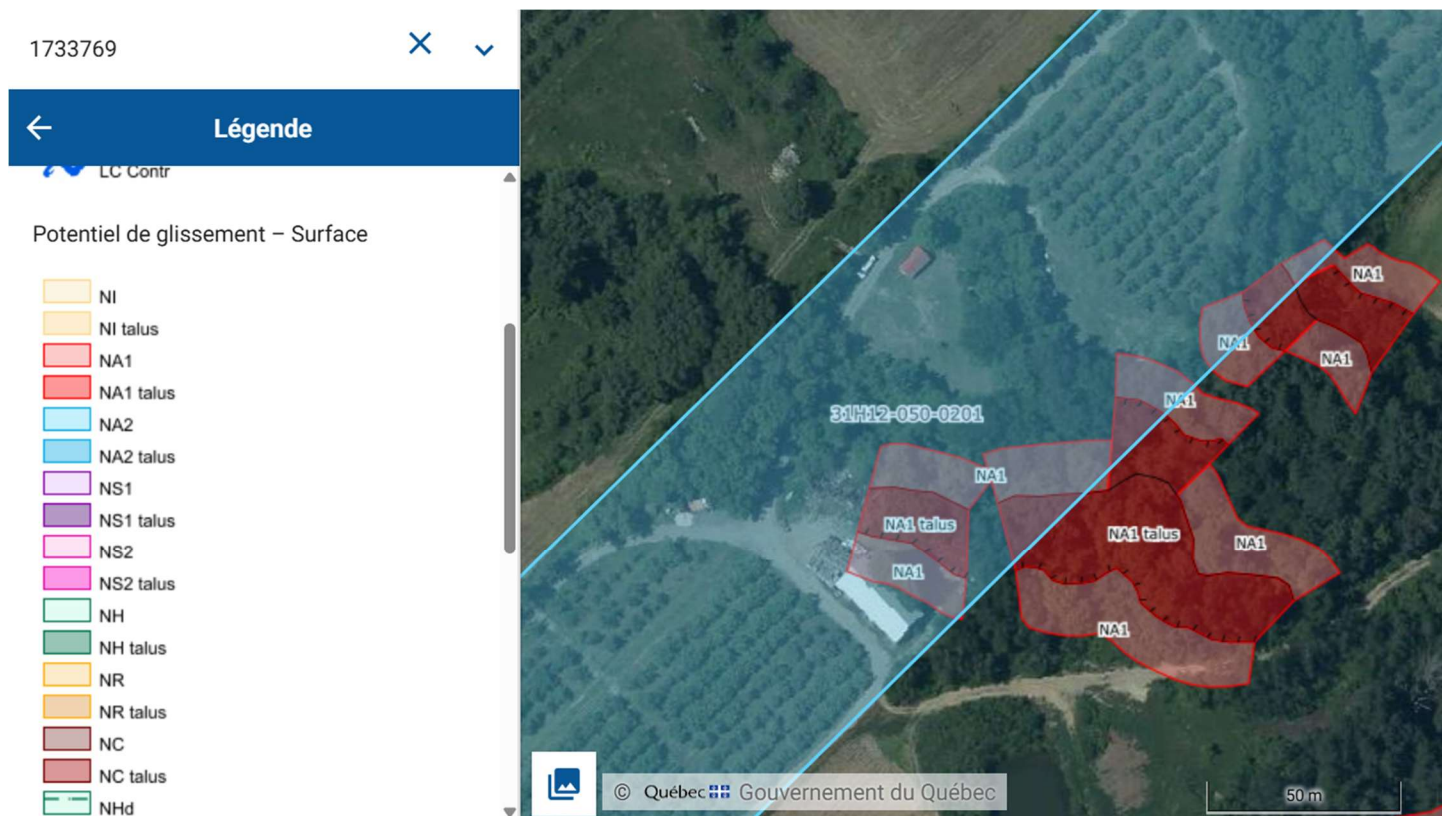 1733769
Légende
LC Contr
Potentiel de glissement – Surface
NI
NI talus
NA1
NA1 talus
NA2
NA2 talus
NS1
NS1 talus
NS2
NS2 talus
NH
NH talus
NR
NR talus
NC
NC talus
NHd
NA1
NA1
NA1
NA1
31H12-050-0201
NA1
NA1 talus
NA1 talus
NA1
NA1
NA1
50 m
© Québec Gouvernement du Québec